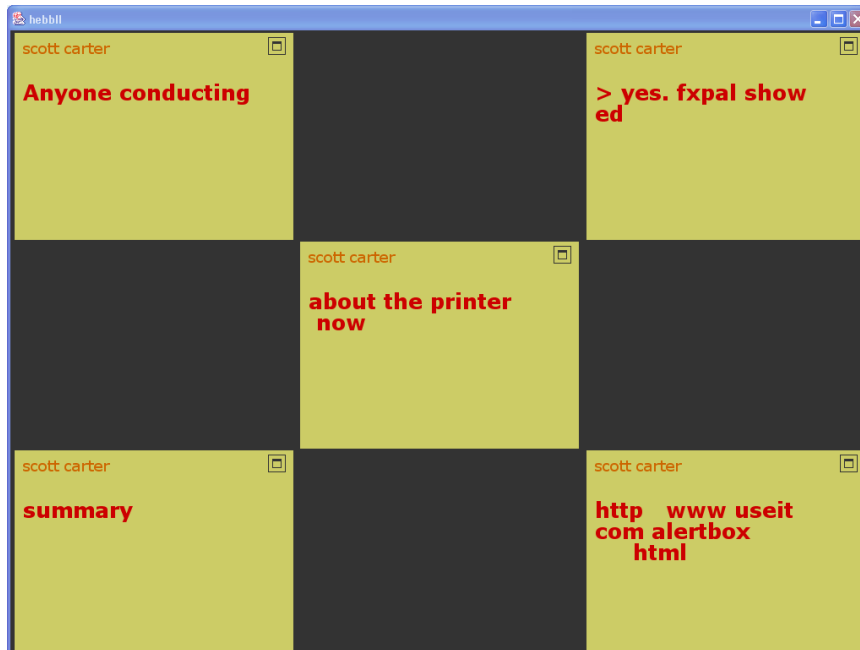 hebbll
scott carter
Anyone conducting
scott carter
> yes. fxpal show
ed
scott carter
about the printer
now
scott carter
summary
scott carter
http www useit
com alertbox
html